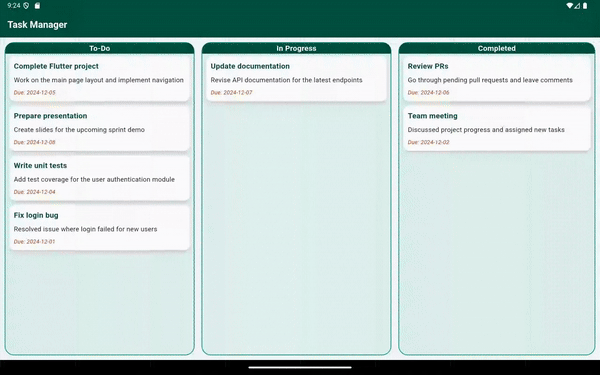 9:24
Task Manager
To-Do
Complete Flutter project
Work on the main page layout and implement navigation
Due: 2024-12-05
Prepare presentation
Create slides for the upcoming sprint demo
Due: 2024-12-08
Write unit tests
Add test coverage for the user authentication module
Due: 2024-12-04
Fix login bug
Resolved issue where login failed for new users
Due: 2024-12-01
In Progress
Update documentation
Revise API documentation for the latest endpoints
Due: 2024-12-07
Completed
Review PRs
Go through pending pull requests and leave comments
Due: 2024-12-06
Team meeting
Discussed project progress and assigned new tasks
Due: 2024-12-02